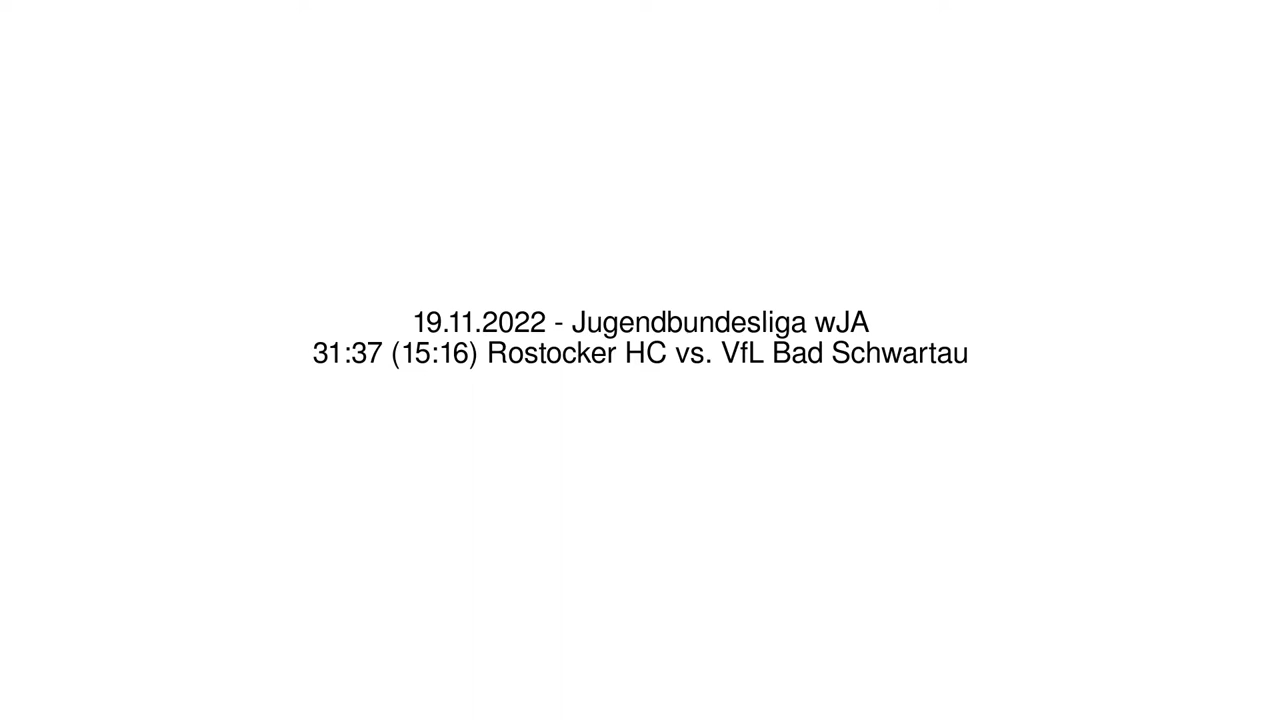 19.11.2022 - Jugendbundesliga wJA
31:37 (15:16) Rostocker HC vs. VfL Bad Schwartau